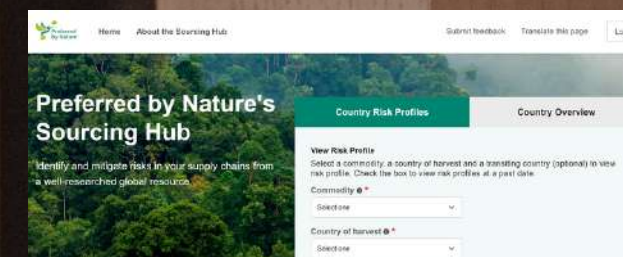 Preferred by Nature
Home
About the Sourcing Hub
Submit feedback
Translate this page
Preferred by Nature's
Sourcing Hub
Identify and mitigate risks in your supply chains from
a well-researched global resource
Country Risk Profiles
Country Overview
View Risk Profile
Select a commodity, a country of harvest and a transiting country (optional) to view
risk profile. Check the box to view risk profiles at a past date.
Commodity *
Select one
Country of harvest *
Select one